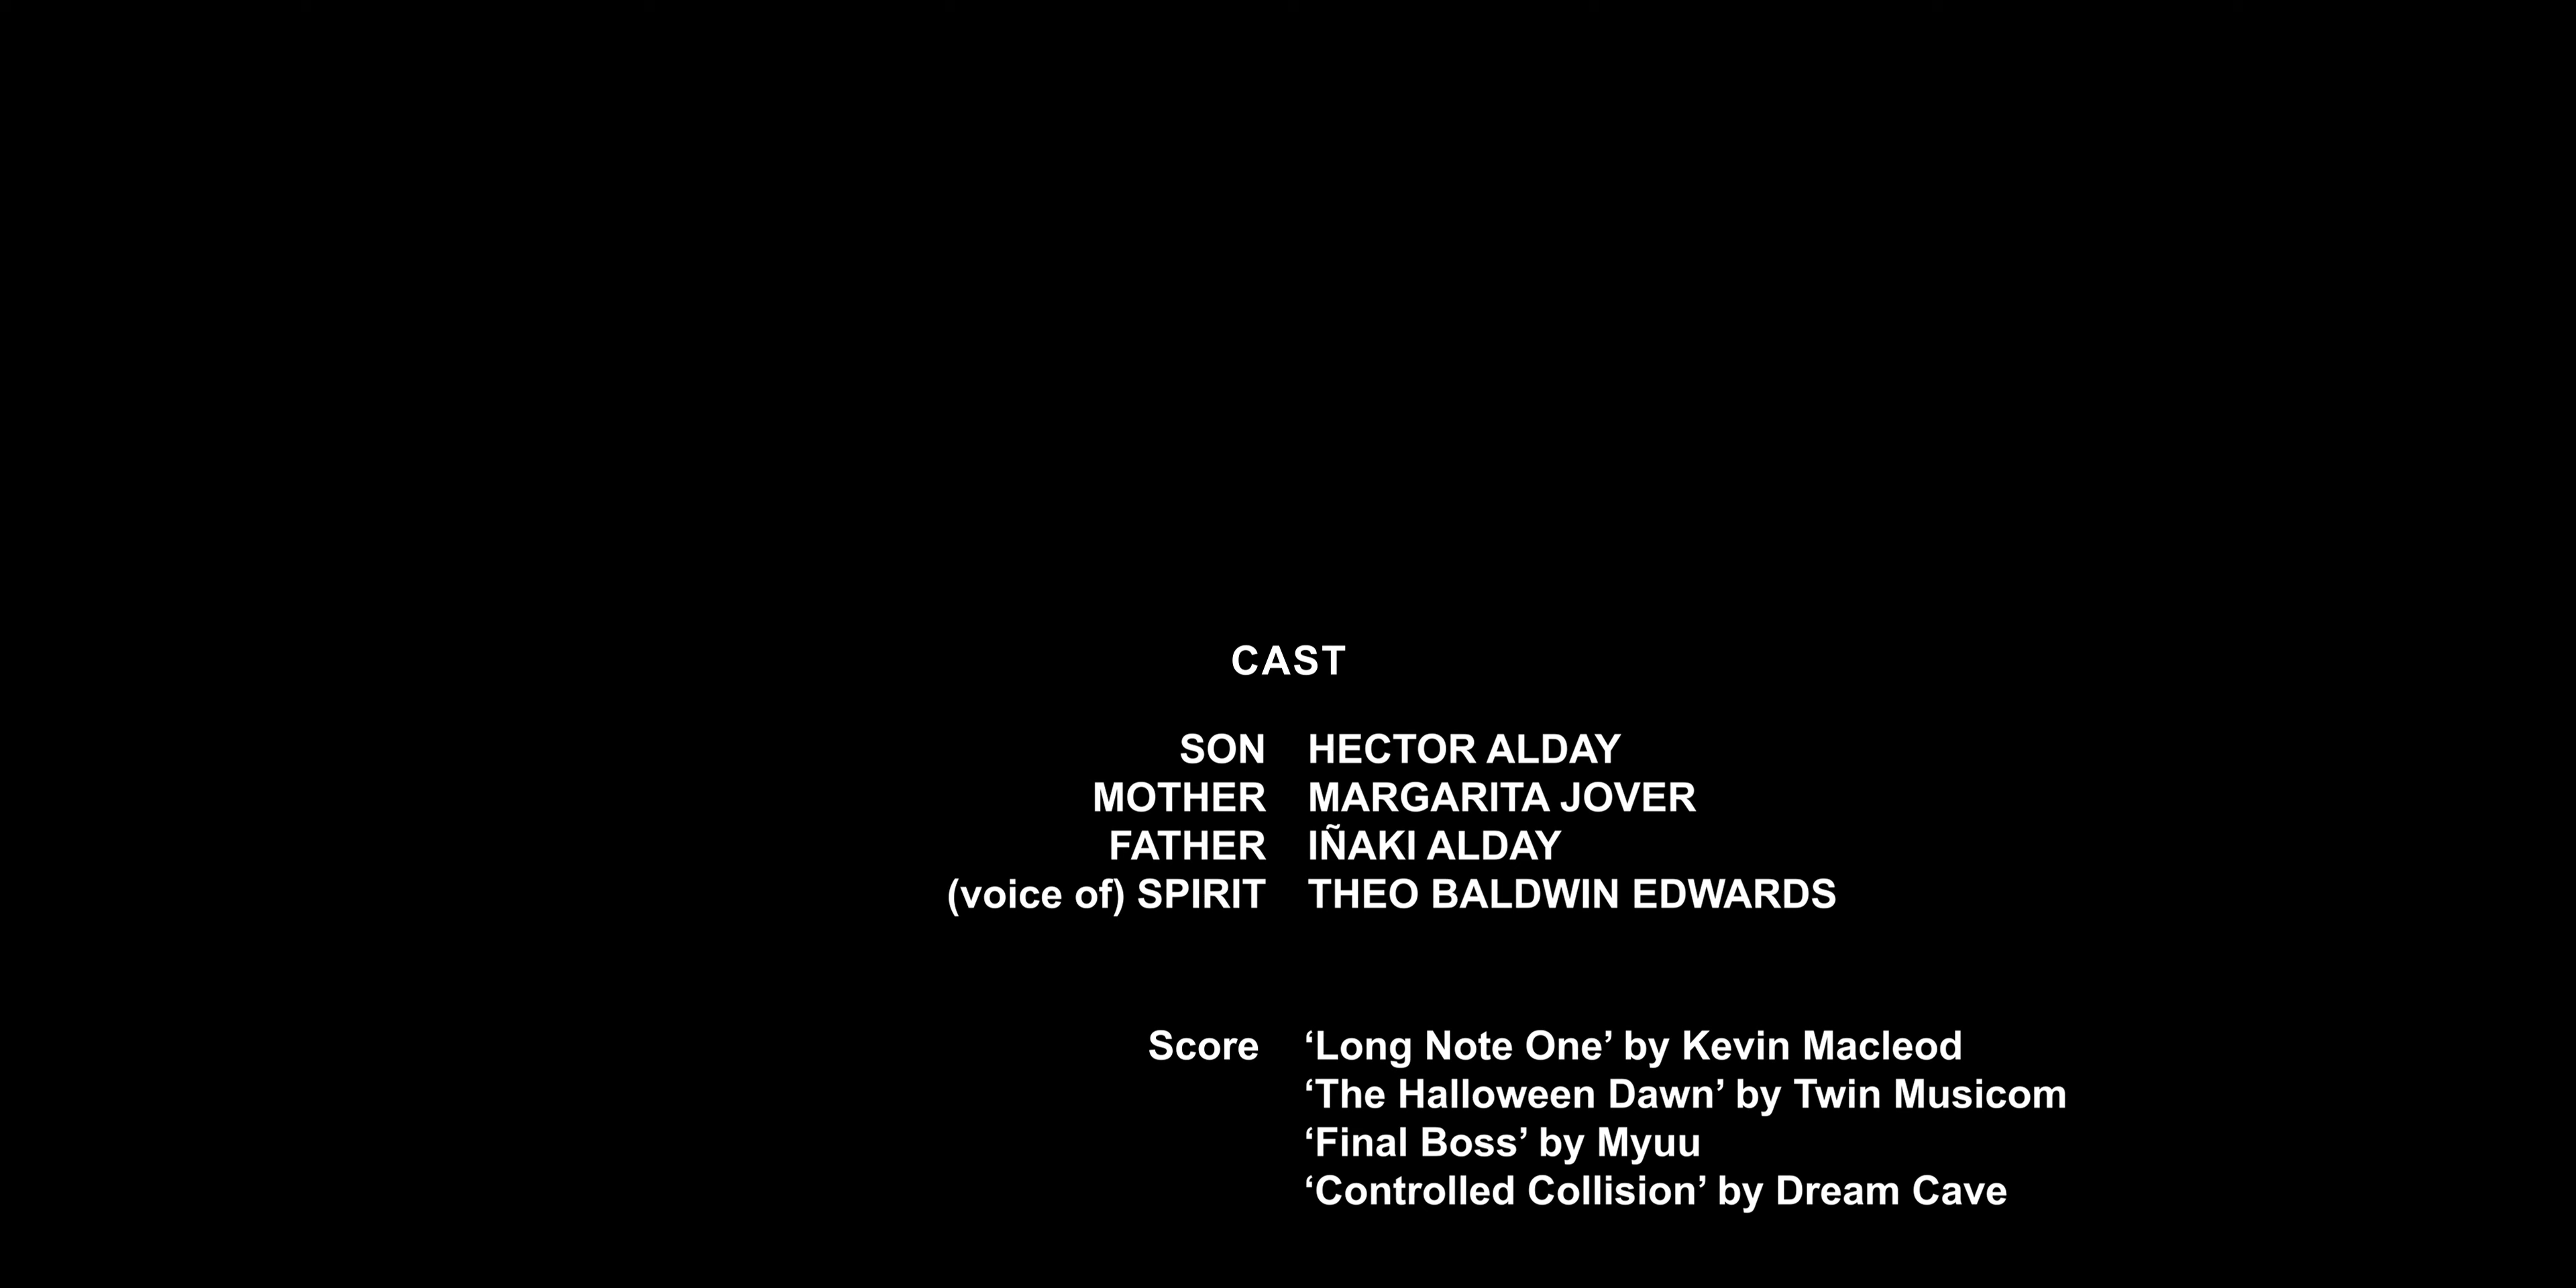 CAST
SON HECTOR ALDAY
MOTHER MARGARITA JOVER
FATHER IÑAKI ALDAY
(voice of) SPIRIT THEO BALDWIN EDWARDS
Score ‘Long Note One’ by Kevin Macleod
‘The Halloween Dawn’ by Twin Musicom
‘Final Boss’ by Myuu
‘Controlled Collision’ by Dream Cave